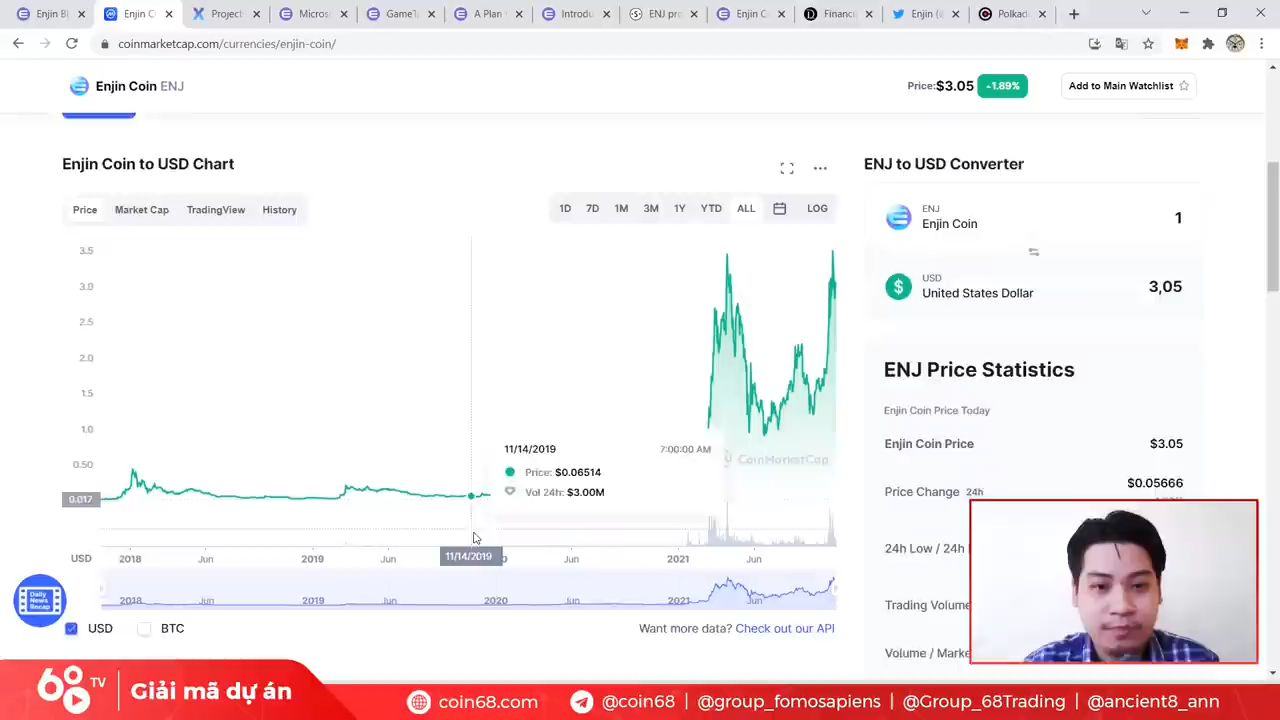 Enjin Bl
Enjin C
Project
Micros
GameT
A Plan
Introdu
ENJ pro
Enjin C
Financi
Enjin (
Polkad
coinmarketcap.com/currencies/enjin-coin/
Enjin Coin ENJ
Price:$3.05 -1.89%
Add to Main Watchlist
Enjin Coin to USD Chart
ENJ to USD Converter
Price Market Cap TradingView History
1D 7D 1M 3M 1Y YTD ALL LOG
ENJ
Enjin Coin
1
USD
United States Dollar
3,05
3.5
3.0
2.5
2.0
1.5
1.0
0.50
0.017
11/14/2019 7:00:00 AM
Price: $0.06514
Vol 24h: $3.00M
CoinMarketCap
USD 2018 Jun 2019 Jun 11/14/2019 Jun 2021 Jun
2018 Jun 2019 Jun 2020 Jun 2021 Jun
USD BTC
Want more data? Check out our API
Daily
News
Recap
ENJ Price Statistics
Enjin Coin Price Today
Enjin Coin Price $3.05
Price Change 24h $0.05666
24h Low / 24h
Trading Volume
Volume / Marke
68 TV
Giải mã dự án
coin68.com
@coin68 | @group_fomosapiens | @Group_68Trading | @ancient8_ann